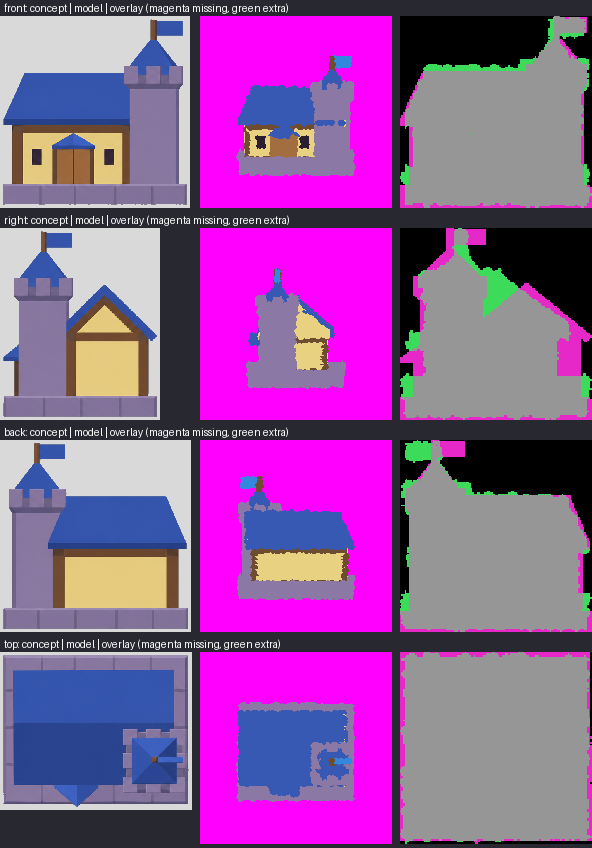 front: concept | model | overlay (magenta missing, green extra)
right: concept | model | overlay (magenta missing, green extra)
back: concept | model | overlay (magenta missing, green extra)
top: concept | model | overlay (magenta missing, green extra)